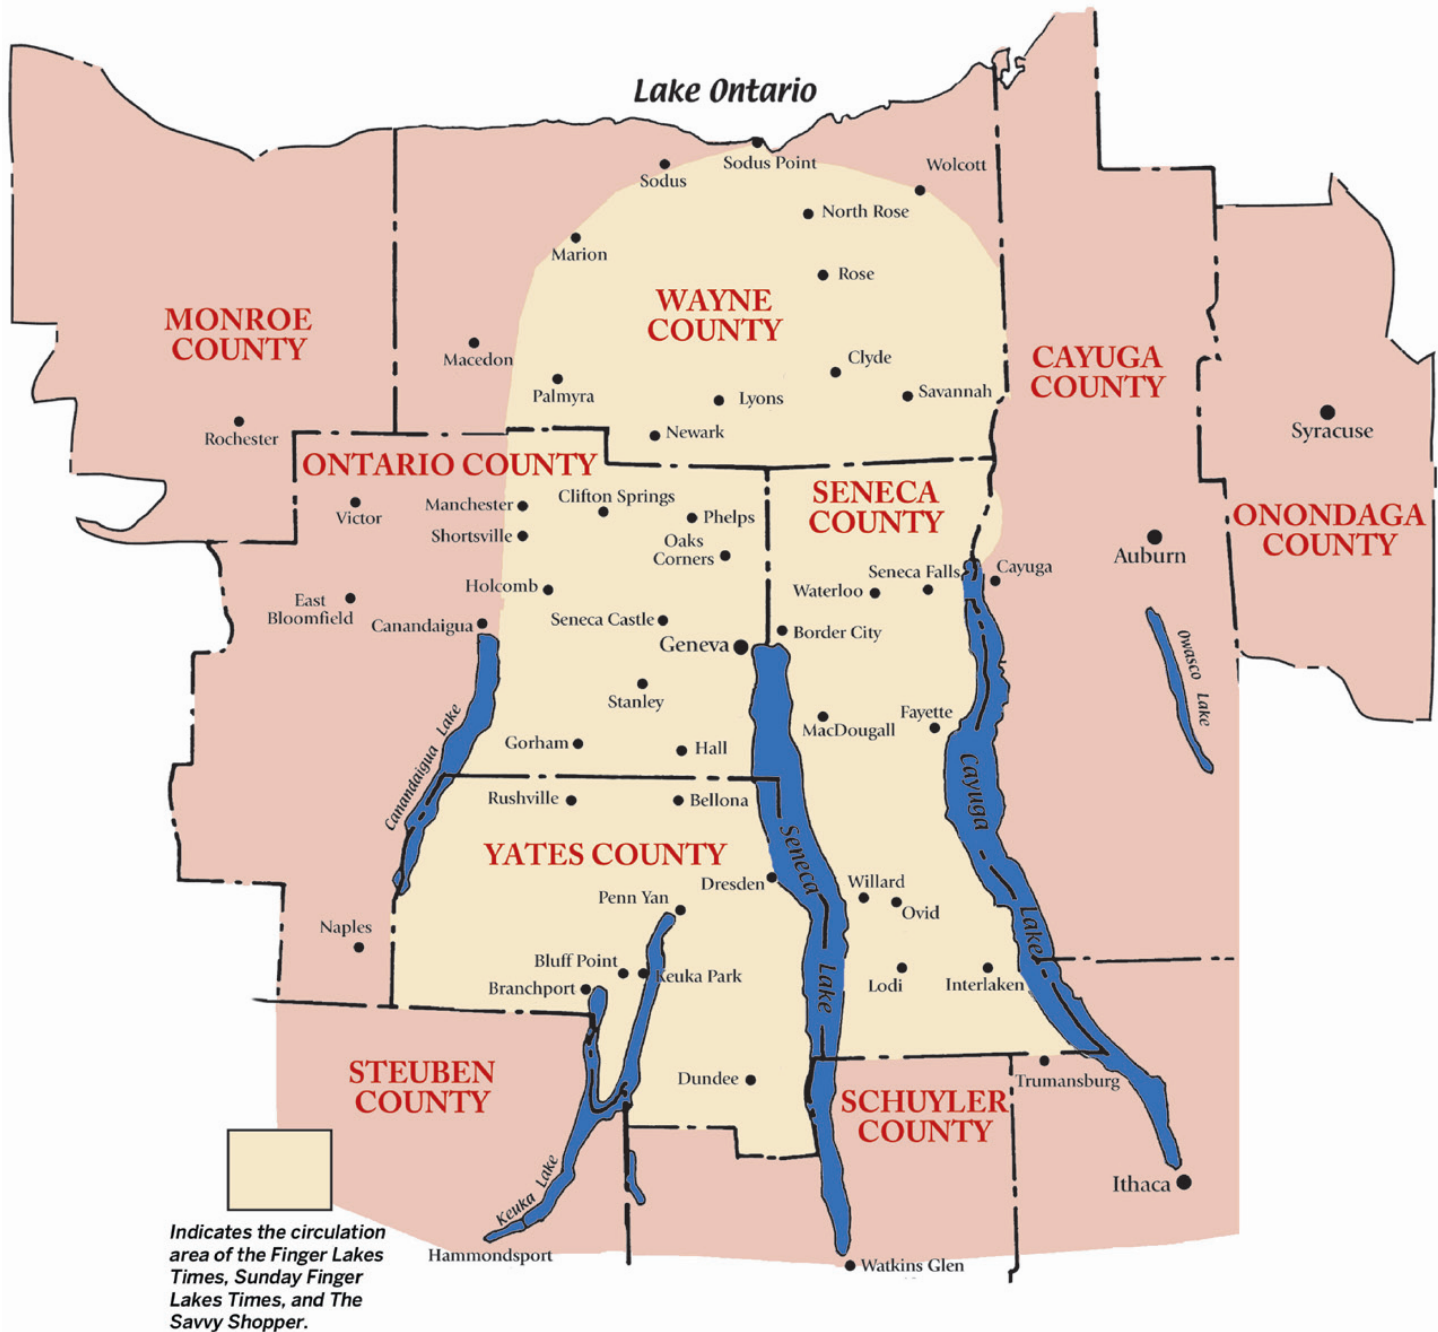 Lake Ontario
Sodus Point
Sodus
Wolcott
North Rose
Marion
Rose
WAYNE
COUNTY
MONROE
COUNTY
Macedon
Clyde
CAYUGA
COUNTY
Palmyra
Lyons
Savannah
Rochester
Newark
Syracuse
ONTARIO COUNTY
SENECA
COUNTY
Manchester
Clifton Springs
Victor
Phelps
ONONDAGA
COUNTY
Shortsville
Oaks
Corners
Auburn
Holcomb
Seneca Falls
Cayuga
Waterloo
East
Bloomfield
Canandaigua
Seneca Castle
Border City
Geneva
Owasco Lake
Stanley
Canandaigua Lake
MacDougall
Fayette
Gorham
Hall
Cayuga Lake
Rushville
Bellona
Seneca Lake
YATES COUNTY
Dresden
Willard
Penn Yan
Ovid
Naples
Bluff Point
Keuka Park
Branchport
Lodi
Interlaken
STEUBEN
COUNTY
Dundee
Trumansburg
SCHUYLER
COUNTY
Keuka Lake
Ithaca
Hammondsport
Watkins Glen
Indicates the circulation
area of the Finger Lakes
Times, Sunday Finger
Lakes Times, and The
Savvy Shopper.